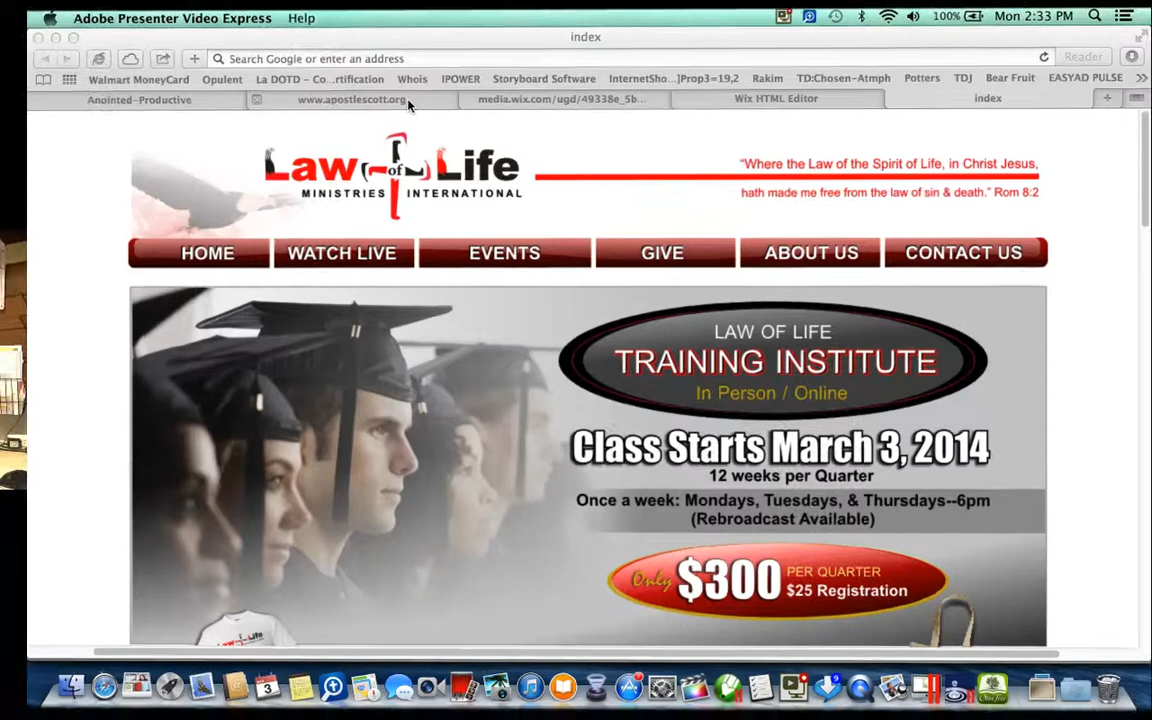 Adobe Presenter Video Express Help 100% Mon 2:33 PM
index
Search Google or enter an address Reader
Walmart MoneyCard Opulent La DOTD - Co...rtification Whois IPOWER Storyboard Software InternetSho...]Prop3=19,2 Rakim TD:Chosen-Atmph Potters TDJ Bear Fruit EASYAD PULSE
Anointed-Productive www.apostlescott.org media.wix.com/ugd/49338e_5b... Wix HTML Editor index
Law of Life
MINISTRIES INTERNATIONAL
“Where the Law of the Spirit of Life, in Christ Jesus,
hath made me free from the law of sin & death.” Rom 8:2
HOME WATCH LIVE EVENTS GIVE ABOUT US CONTACT US
LAW OF LIFE
TRAINING INSTITUTE
In Person / Online
Class Starts March 3, 2014
12 weeks per Quarter
Once a week: Mondays, Tuesdays, & Thursdays--6pm
(Rebroadcast Available)
Only $300 PER QUARTER
$25 Registration
Law of Life
3
9